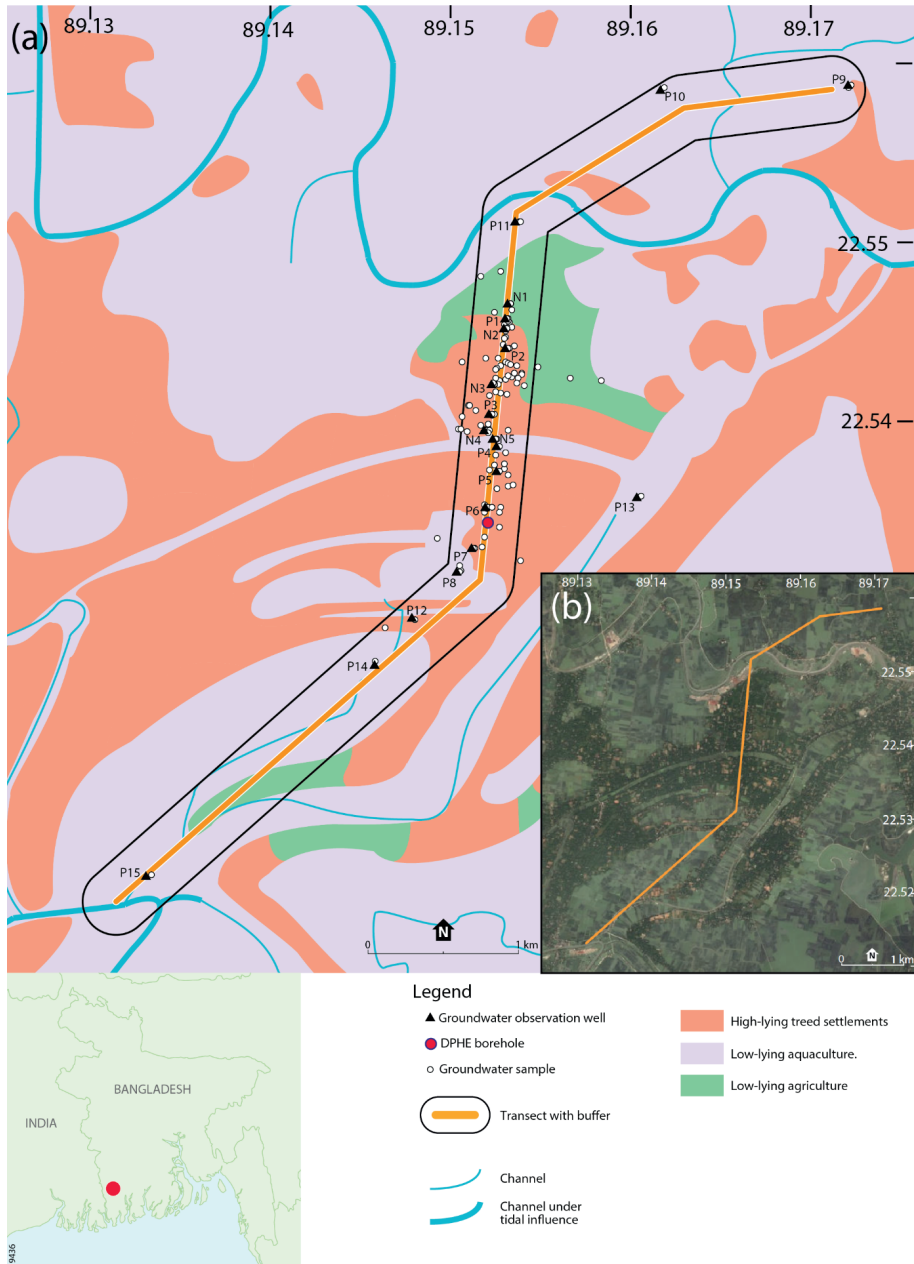 89.13
89.14
89.15
89.16
89.17
(a)
P9
P10
P11
22.55
N1
P1
N2
P2
N3
P3
22.54
N4
N5
P4
P5
P6
P13
P7
P8
P12
P14
P15
N
0
1 km
89.13
89.14
89.15
89.16
89.17
(b)
22.55
22.54
22.53
22.52
N
0
1 km
BANGLADESH
INDIA
9436
Legend
Groundwater observation well
DPHE borehole
Groundwater sample
Transect with buffer
Channel
Channel under
tidal influence
High-lying treed settlements
Low-lying aquaculture.
Low-lying agriculture